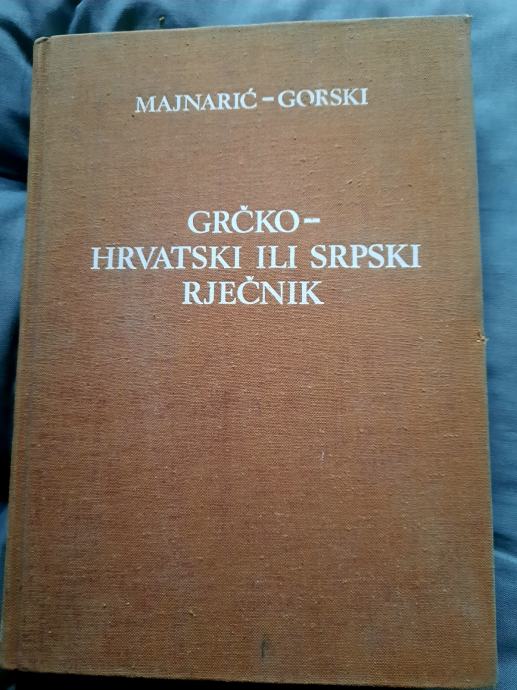 MAJNARIĆ – GORSKI
GRČKO –
HRVATSKI ILI SRPSKI
RJEČNIK